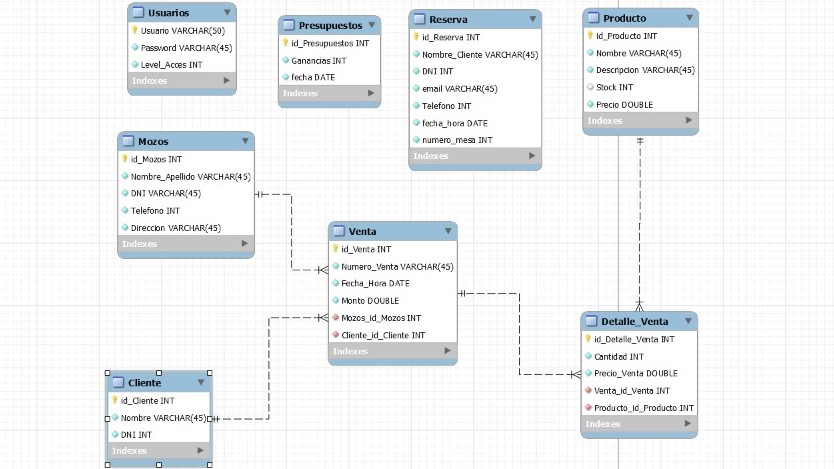 Usuarios
Usuario VARCHAR(50)
Password VARCHAR(45)
Level_Acces INT
Indexes
Presupuestos
id_Presupuestos INT
Ganancias INT
fecha DATE
Indexes
Reserva
id_Reserva INT
Nombre_Cliente VARCHAR(45)
DNI INT
email VARCHAR(45)
Telefono INT
fecha_hora DATE
numero_mesa INT
Indexes
Producto
id_Producto INT
Nombre VARCHAR(45)
Descripcion VARCHAR(45)
Stock INT
Precio DOUBLE
Indexes
Mozos
id_Mozos INT
Nombre_Apellido VARCHAR(45)
DNI VARCHAR(45)
Telefono INT
Direccion VARCHAR(45)
Indexes
Venta
id_Venta INT
Numero_Venta VARCHAR(45)
Fecha_Hora DATE
Monto DOUBLE
Mozos_id_Mozos INT
Cliente_id_Cliente INT
Indexes
Detalle_Venta
id_Detalle_Venta INT
Cantidad INT
Precio_Venta DOUBLE
Venta_id_Venta INT
Producto_id_Producto INT
Indexes
Cliente
id_Cliente INT
Nombre VARCHAR(45)
DNI INT
Indexes